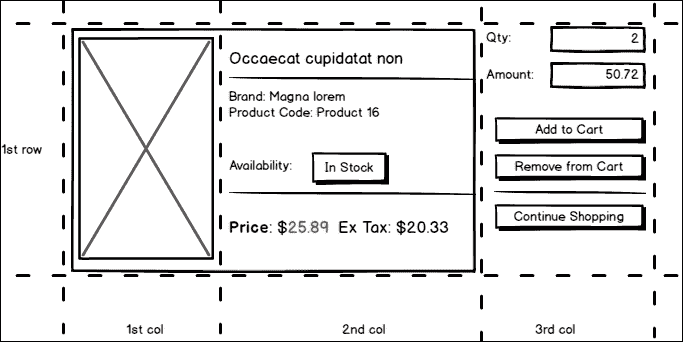 Occaecat cupidatat non
Brand: Magna lorem
Product Code: Product 16
Availability: In Stock
Price: $25.89 Ex Tax: $20.33
Qty: 2
Amount: 50.72
Add to Cart
Remove from Cart
Continue Shopping
1st row
1st col 2nd col 3rd col